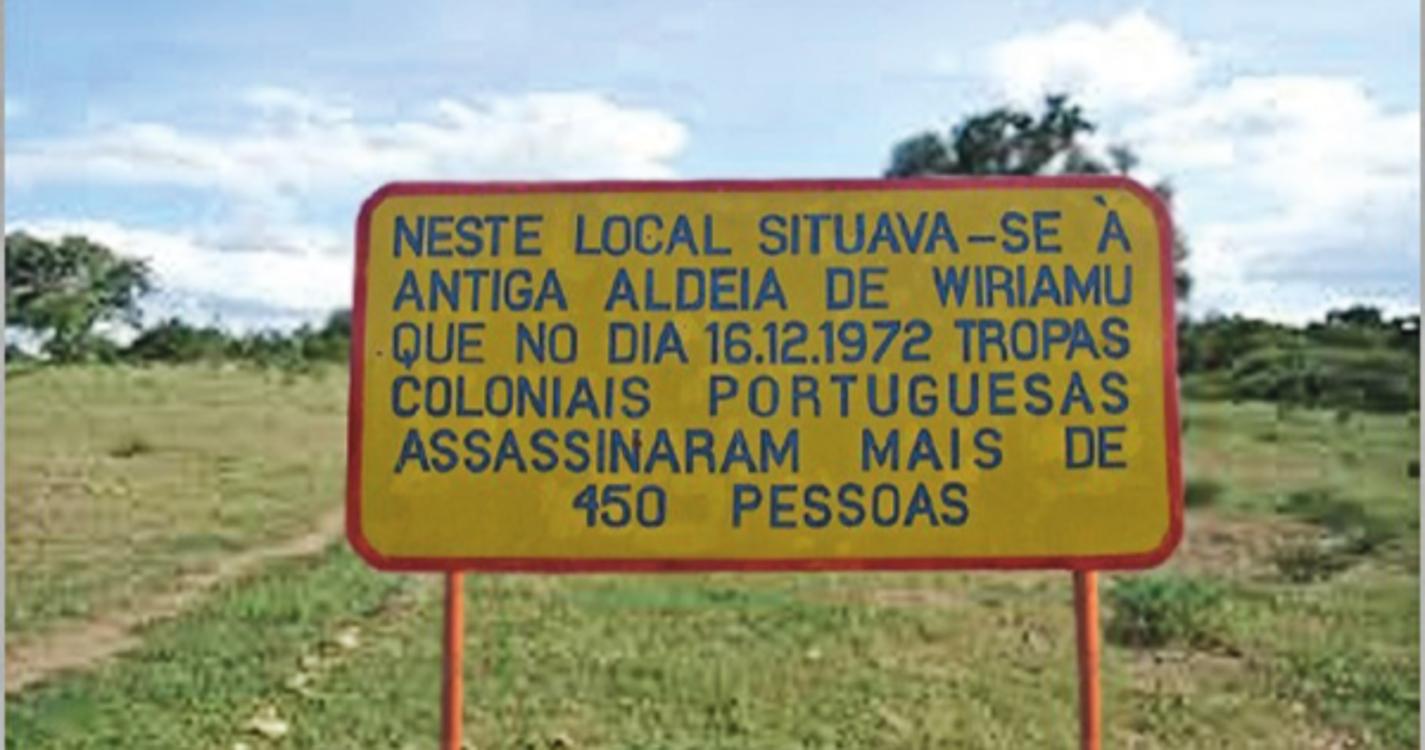 NESTE LOCAL SITUAVA-SE À
ANTIGA ALDEIA DE WIRIAMU
QUE NO DIA 16.12.1972 TROPAS
COLONIAIS PORTUGUESAS
ASSASSINARAM MAIS DE
450 PESSOAS